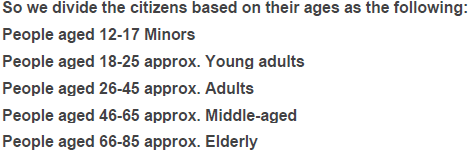 So we divide the citizens based on their ages as the following:
People aged 12-17 Minors
People aged 18-25 approx. Young adults
People aged 26-45 approx. Adults
People aged 46-65 approx. Middle-aged
People aged 66-85 approx. Elderly